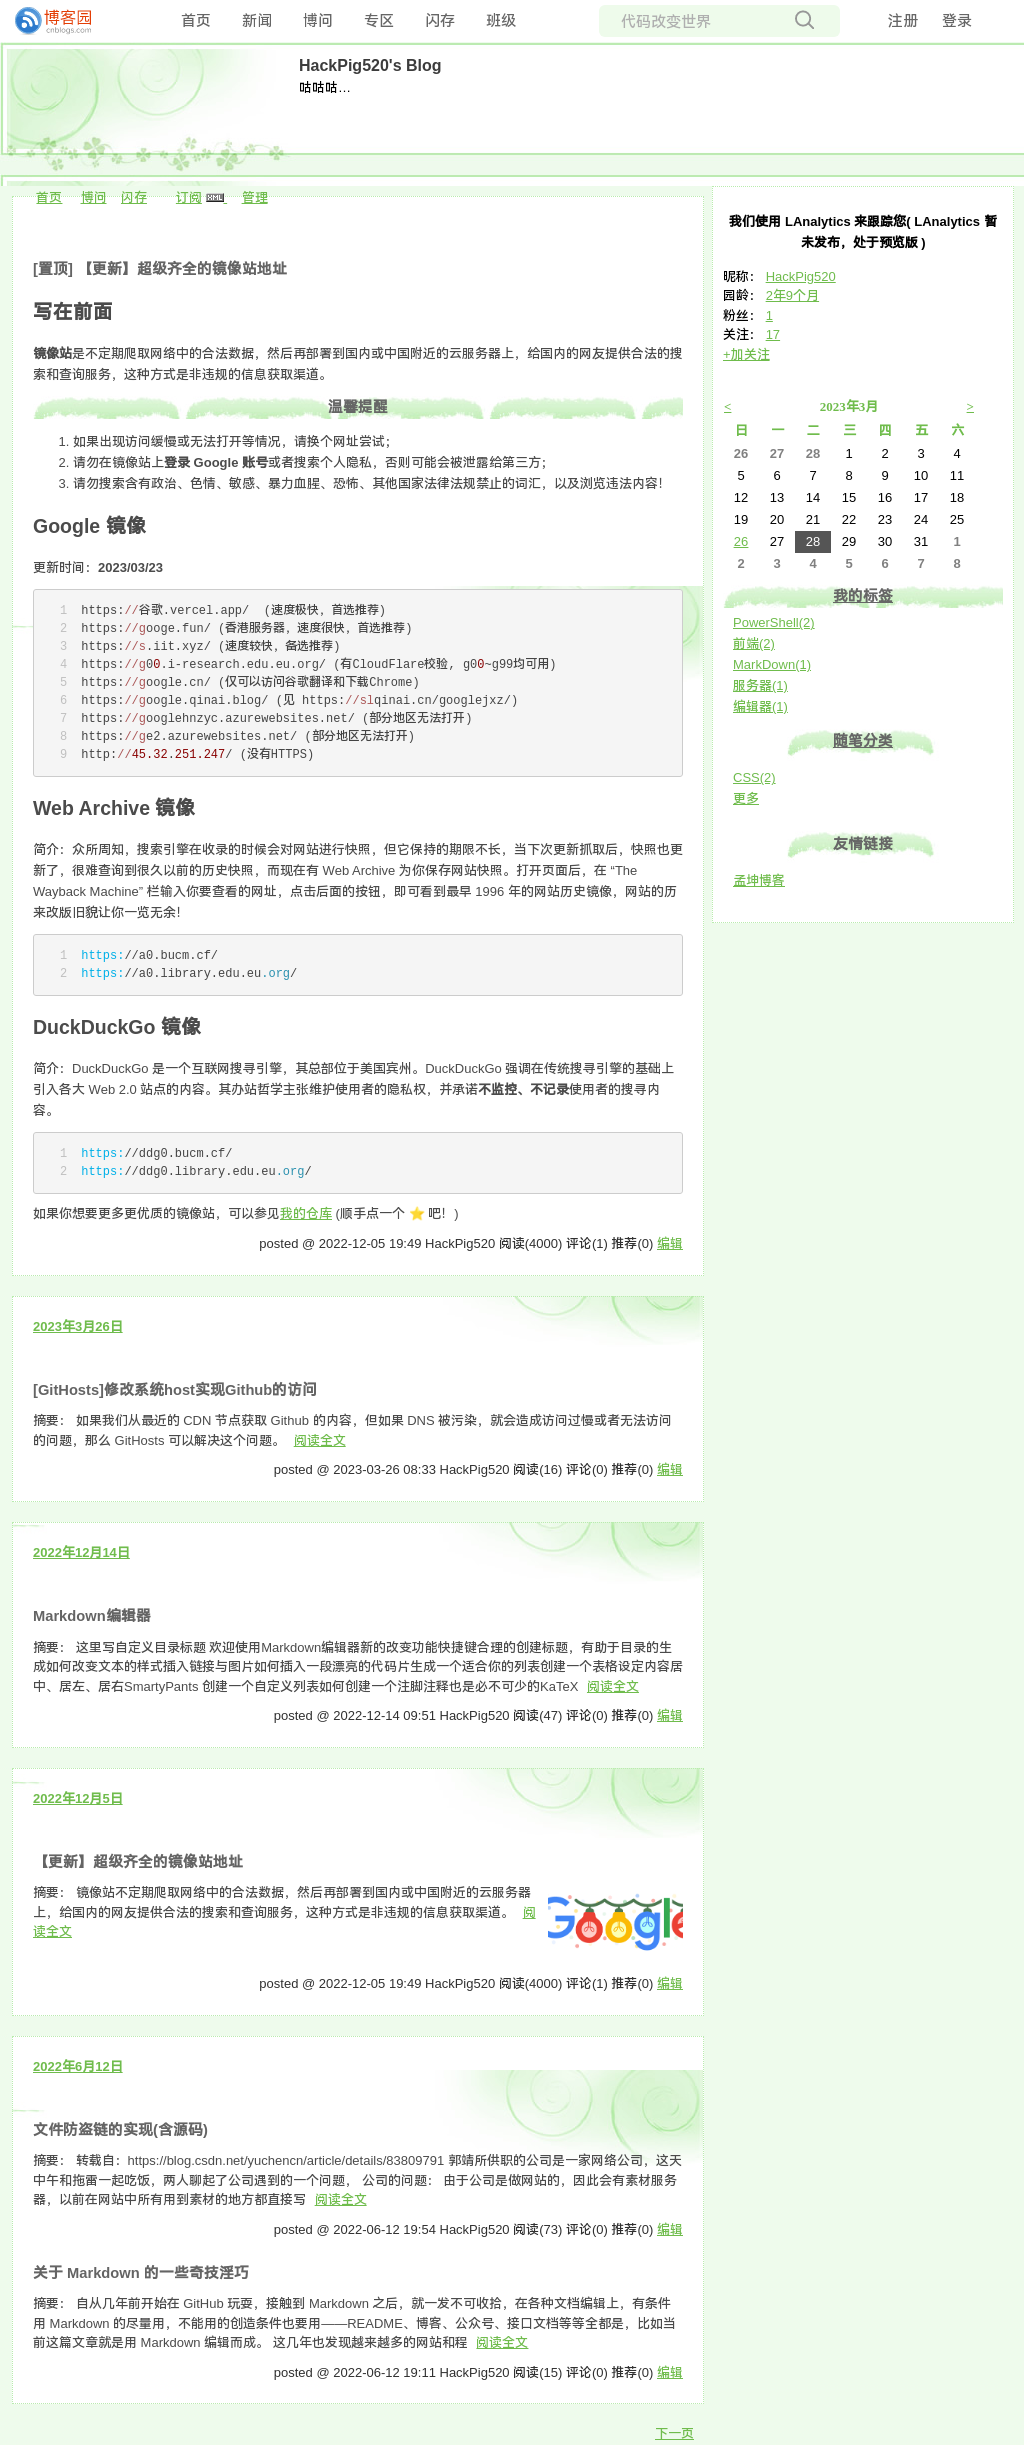 博客园
cnblogs.com
首页 新闻 博问 专区 闪存 班级
代码改变世界
注册 登录
HackPig520's Blog
咕咕咕…
首页 博问 闪存 订阅 XML 管理
[置顶] 【更新】超级齐全的镜像站地址
写在前面
镜像站是不定期爬取网络中的合法数据，然后再部署到国内或中国附近的云服务器上，给国内的网友提供合法的搜
索和查询服务，这种方式是非违规的信息获取渠道。
温馨提醒
1. 如果出现访问缓慢或无法打开等情况，请换个网址尝试；
2. 请勿在镜像站上登录 Google 账号或者搜索个人隐私，否则可能会被泄露给第三方；
3. 请勿搜索含有政治、色情、敏感、暴力血腥、恐怖、其他国家法律法规禁止的词汇，以及浏览违法内容！
Google 镜像
更新时间：2023/03/23
1 https://谷歌.vercel.app/ （速度极快，首选推荐）
2 https://googe.fun/ (香港服务器，速度很快，首选推荐)
3 https://s.iit.xyz/ (速度较快，备选推荐)
4 https://g00.i-research.edu.eu.org/ (有CloudFlare校验, g00~g99均可用)
5 https://google.cn/ (仅可以访问谷歌翻译和下载Chrome)
6 https://google.qinai.blog/ (见 https://slqinai.cn/googlejxz/)
7 https://googlehnzyc.azurewebsites.net/ (部分地区无法打开)
8 https://ge2.azurewebsites.net/ (部分地区无法打开)
9 http://45.32.251.247/ (没有HTTPS)
Web Archive 镜像
简介：众所周知，搜索引擎在收录的时候会对网站进行快照，但它保持的期限不长，当下次更新抓取后，快照也更
新了，很难查询到很久以前的历史快照，而现在有 Web Archive 为你保存网站快照。打开页面后，在 “The
Wayback Machine” 栏输入你要查看的网址，点击后面的按钮，即可看到最早 1996 年的网站历史镜像，网站的历
来改版旧貌让你一览无余！
1 https://a0.bucm.cf/
2 https://a0.library.edu.eu.org/
DuckDuckGo 镜像
简介：DuckDuckGo 是一个互联网搜寻引擎，其总部位于美国宾州。DuckDuckGo 强调在传统搜寻引擎的基础上
引入各大 Web 2.0 站点的内容。其办站哲学主张维护使用者的隐私权，并承诺不监控、不记录使用者的搜寻内
容。
1 https://ddg0.bucm.cf/
2 https://ddg0.library.edu.eu.org/
如果你想要更多更优质的镜像站，可以参见我的仓库 (顺手点一个 ⭐ 吧！)
posted @ 2022-12-05 19:49 HackPig520 阅读(4000) 评论(1) 推荐(0) 编辑
2023年3月26日
[GitHosts]修改系统host实现Github的访问
摘要： 如果我们从最近的 CDN 节点获取 Github 的内容，但如果 DNS 被污染，就会造成访问过慢或者无法访问
的问题，那么 GitHosts 可以解决这个问题。 阅读全文
posted @ 2023-03-26 08:33 HackPig520 阅读(16) 评论(0) 推荐(0) 编辑
2022年12月14日
Markdown编辑器
摘要： 这里写自定义目录标题 欢迎使用Markdown编辑器新的改变功能快捷键合理的创建标题，有助于目录的生
成如何改变文本的样式插入链接与图片如何插入一段漂亮的代码片生成一个适合你的列表创建一个表格设定内容居
中、居左、居右SmartyPants 创建一个自定义列表如何创建一个注脚注释也是必不可少的KaTeX 阅读全文
posted @ 2022-12-14 09:51 HackPig520 阅读(47) 评论(0) 推荐(0) 编辑
2022年12月5日
【更新】超级齐全的镜像站地址
摘要： 镜像站不定期爬取网络中的合法数据，然后再部署到国内或中国附近的云服务器
上，给国内的网友提供合法的搜索和查询服务，这种方式是非违规的信息获取渠道。 阅
读全文
Google
posted @ 2022-12-05 19:49 HackPig520 阅读(4000) 评论(1) 推荐(0) 编辑
2022年6月12日
文件防盗链的实现(含源码)
摘要： 转载自：https://blog.csdn.net/yuchencn/article/details/83809791 郭靖所供职的公司是一家网络公司，这天
中午和拖雷一起吃饭，两人聊起了公司遇到的一个问题， 公司的问题： 由于公司是做网站的，因此会有素材服务
器，以前在网站中所有用到素材的地方都直接写 阅读全文
posted @ 2022-06-12 19:54 HackPig520 阅读(73) 评论(0) 推荐(0) 编辑
关于 Markdown 的一些奇技淫巧
摘要： 自从几年前开始在 GitHub 玩耍，接触到 Markdown 之后，就一发不可收拾，在各种文档编辑上，有条件
用 Markdown 的尽量用，不能用的创造条件也要用——README、博客、公众号、接口文档等等全都是，比如当
前这篇文章就是用 Markdown 编辑而成。 这几年也发现越来越多的网站和程 阅读全文
posted @ 2022-06-12 19:11 HackPig520 阅读(15) 评论(0) 推荐(0) 编辑
下一页
我们使用 LAnalytics 来跟踪您( LAnalytics 暂
未发布，处于预览版 )
昵称： HackPig520
园龄： 2年9个月
粉丝： 1
关注： 17
+加关注
< 2023年3月 >
日 一 二 三 四 五 六
26 27 28 1 2 3 4
5 6 7 8 9 10 11
12 13 14 15 16 17 18
19 20 21 22 23 24 25
26 27 28 29 30 31 1
2 3 4 5 6 7 8
我的标签
PowerShell(2)
前端(2)
MarkDown(1)
服务器(1)
编辑器(1)
随笔分类
CSS(2)
更多
友情链接
孟坤博客